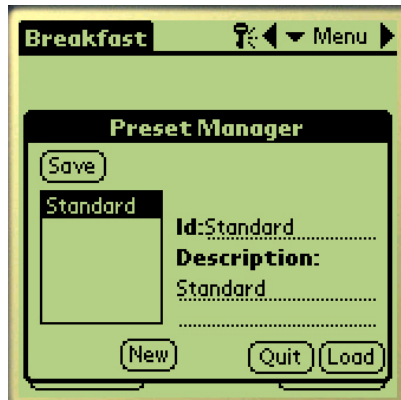 Breakfast Menu
Preset Manager
Save
Standard
Id:Standard
Description:
Standard
New Quit Load